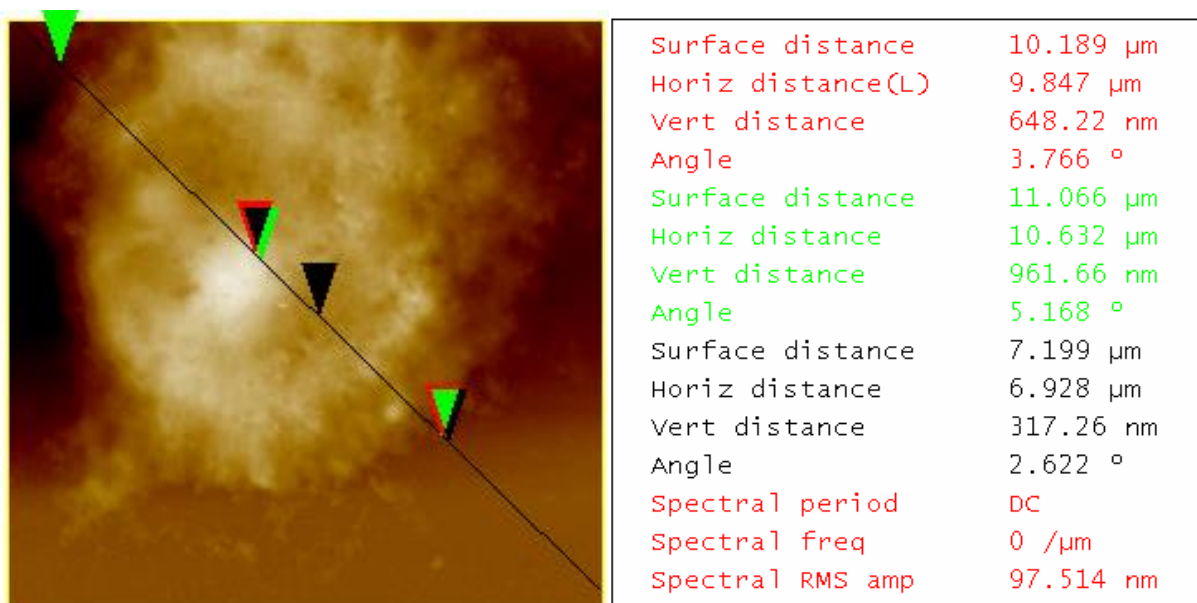 Surface distance 10.189 µm
Horiz distance(L) 9.847 µm
Vert distance 648.22 nm
Angle 3.766 º
Surface distance 11.066 µm
Horiz distance 10.632 µm
Vert distance 961.66 nm
Angle 5.168 º
Surface distance 7.199 µm
Horiz distance 6.928 µm
Vert distance 317.26 nm
Angle 2.622 º
Spectral period DC
Spectral freq 0 /µm
Spectral RMS amp 97.514 nm